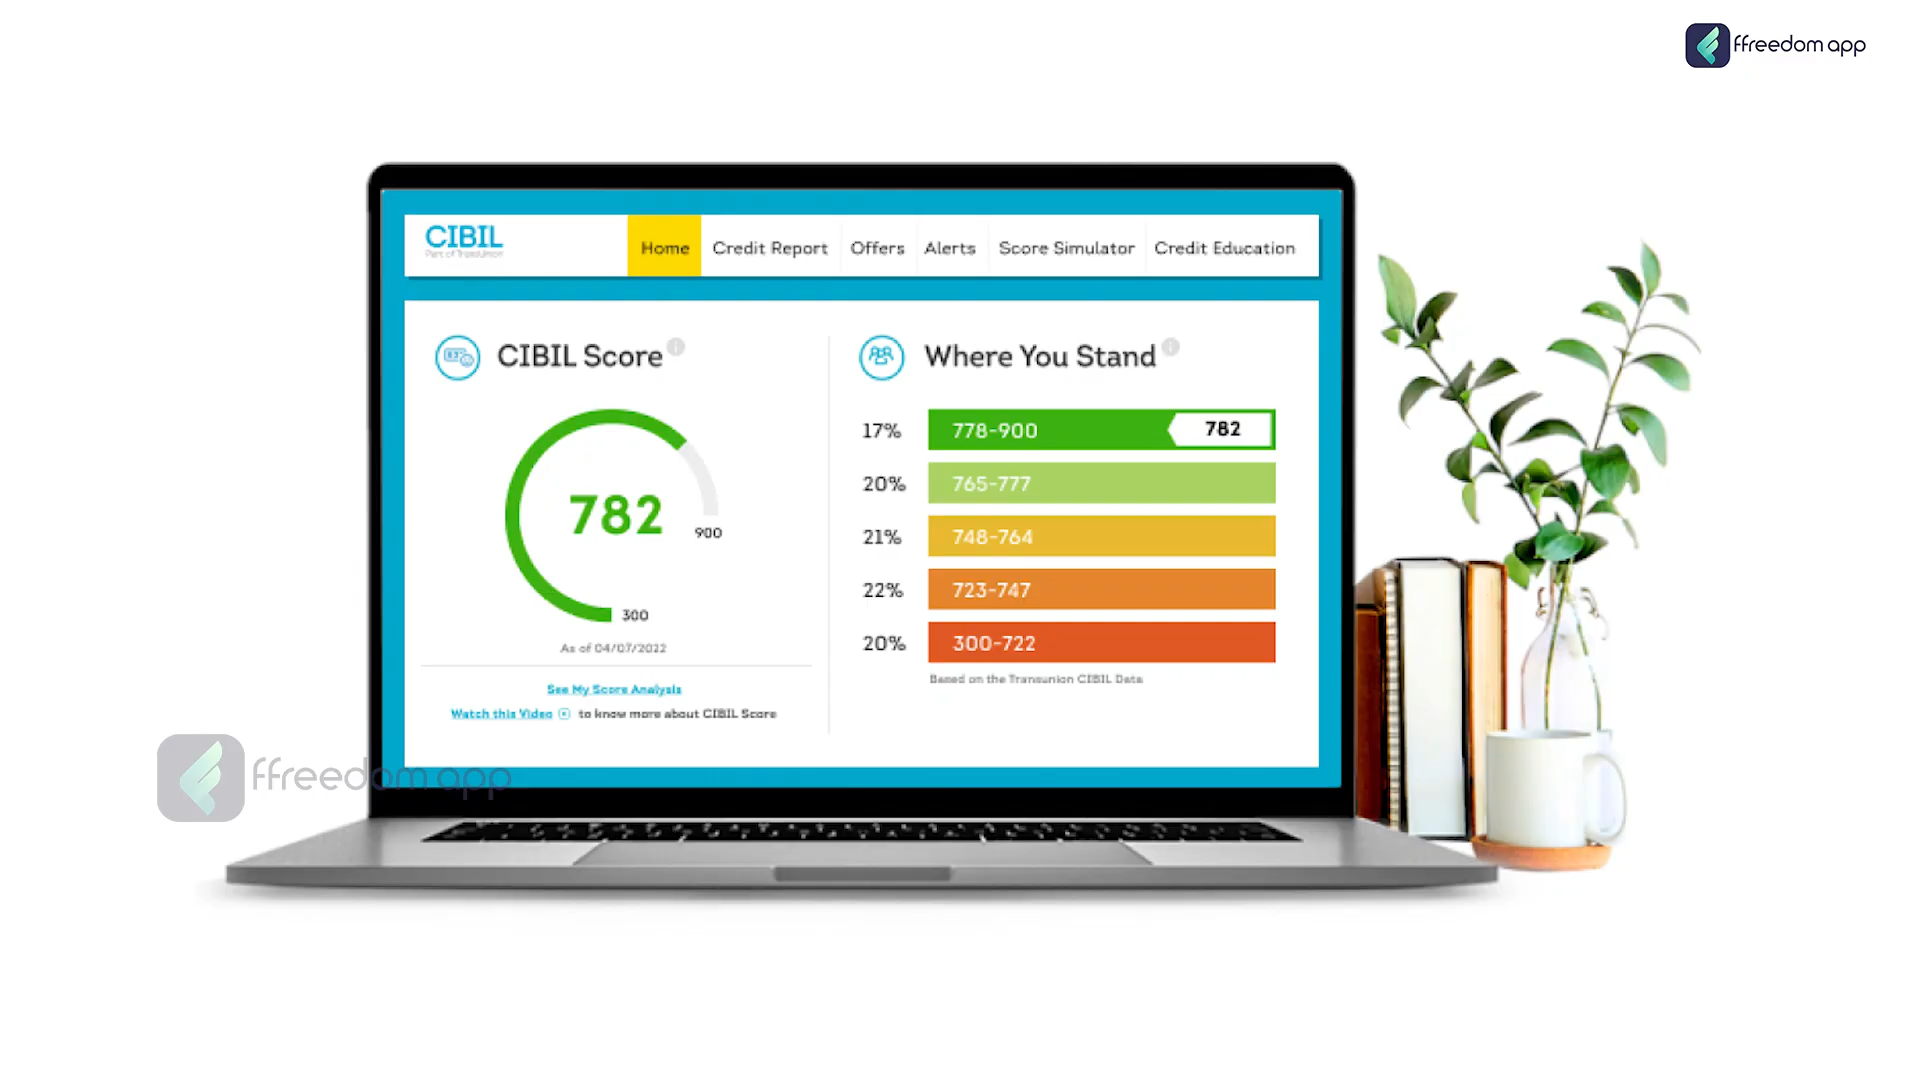 ffreedom app
CIBIL
Part of TransUnion
Home
Credit Report
Offers
Alerts
Score Simulator
Credit Education
CIBIL Score
782
900
300
As of 04/07/2022
See My Score Analysis
Watch this Video to know more about CIBIL Score
Where You Stand
17% 778-900 782
20% 765-777
21% 748-764
22% 723-747
20% 300-722
Based on the Transunion CIBIL Data
ffreedom app